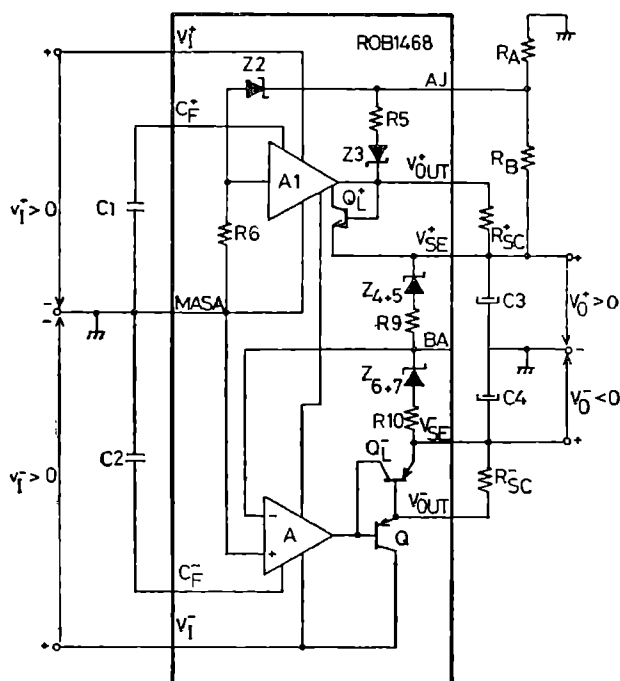 V_I^+
ROB1468
R_A
Z2
AJ
C_F^+
R5
Z3
V_OUT^+
R_B
A1
Q_L^+
C1
V_I^+>0
R6
V_SE^+
R_SC^+
+
-
MASA
Z_4+5
R9
C3
V_O^+>0
BA
-
Z_6+7
C4
V_O^-<0
R10
V_SE^-
+
C2
V_I^->0
Q_L^-
R_SC^-
V_OUT^-
-
A
+
Q
C_F^-
V_I^-
+